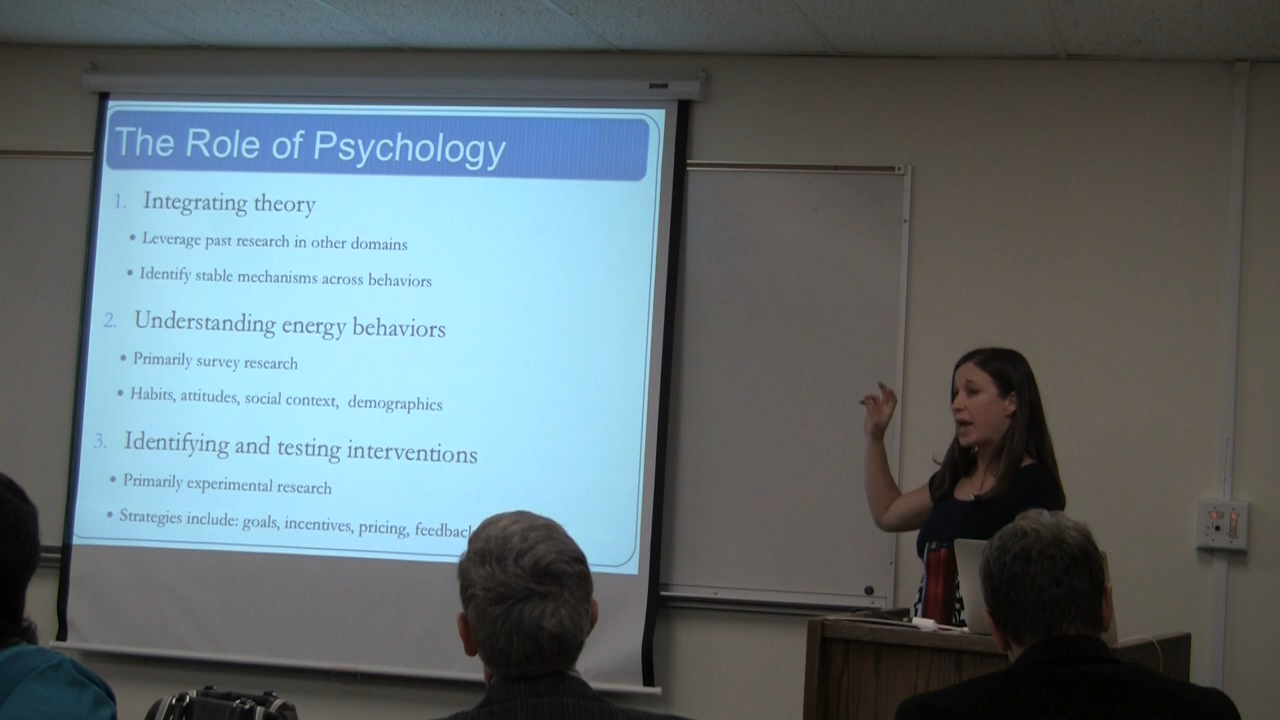 The Role of Psychology
1. Integrating theory
• Leverage past research in other domains
• Identify stable mechanisms across behaviors
2. Understanding energy behaviors
• Primarily survey research
• Habits, attitudes, social context, demographics
3. Identifying and testing interventions
• Primarily experimental research
• Strategies include: goals, incentives, pricing, feedback